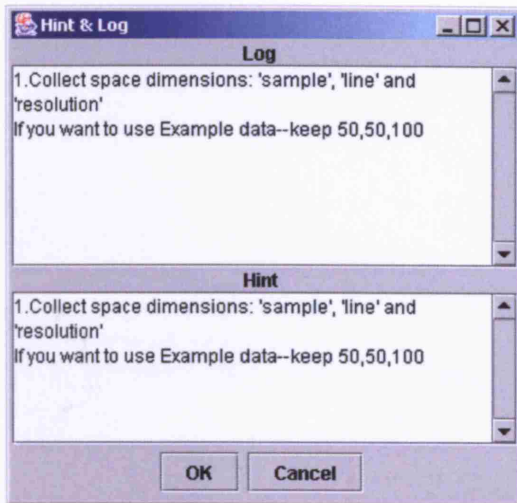 Hint & Log
Log
1.Collect space dimensions: 'sample', 'line' and
'resolution'
If you want to use Example data--keep 50,50,100
Hint
1.Collect space dimensions: 'sample', 'line' and
'resolution'
If you want to use Example data--keep 50,50,100
OK
Cancel